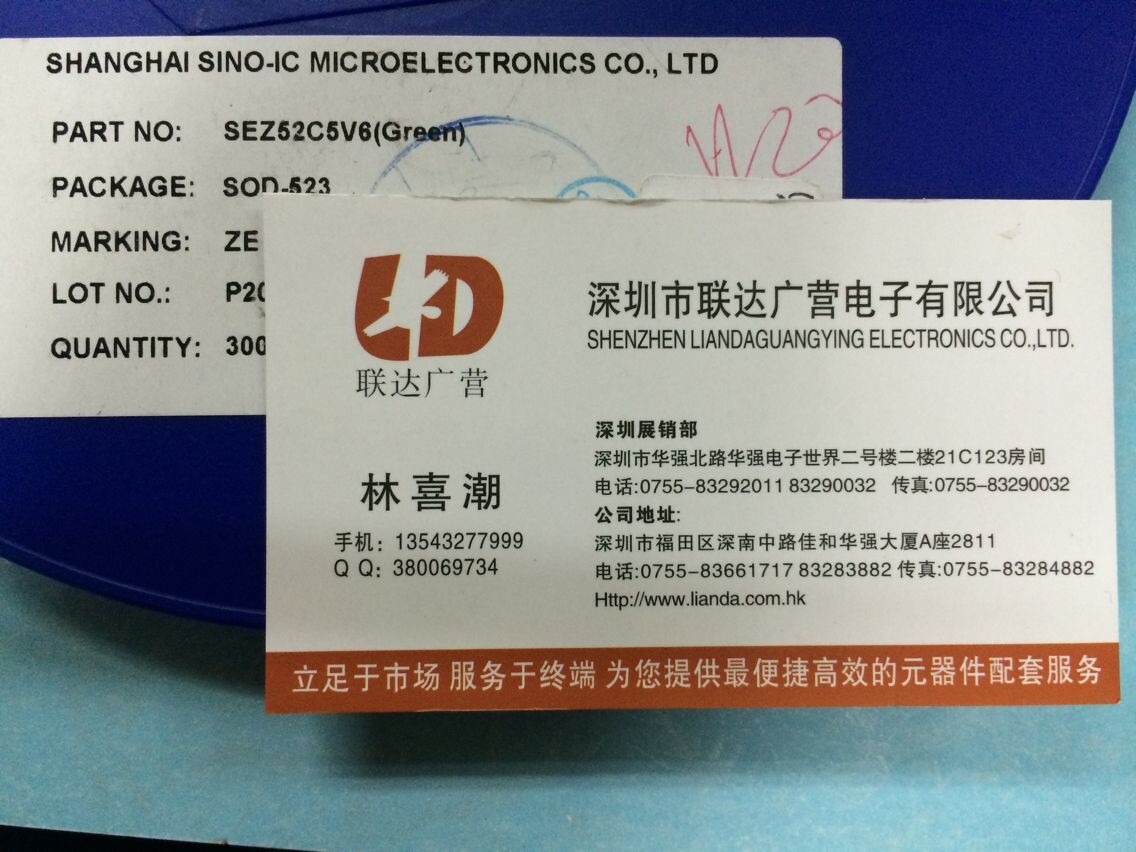 SHANGHAI SINO-IC MICROELECTRONICS CO., LTD
PART NO: SEZ52C5V6(Green)
PACKAGE: SOD-523
MARKING: ZE
LOT NO.: P20
QUANTITY: 300
联达广营
深圳市联达广营电子有限公司
SHENZHEN LIANDAGUANGYING ELECTRONICS CO.,LTD.
林喜潮
手机：13543277999
Q Q：380069734
深圳展销部
深圳市华强北路华强电子世界二号楼二楼21C123房间
电话:0755-83292011 83290032 传真:0755-83290032
公司地址:
深圳市福田区深南中路佳和华强大厦A座2811
电话:0755-83661717 83283882 传真:0755-83284882
Http://www.lianda.com.hk
立足于市场 服务于终端 为您提供最便捷高效的元器件配套服务